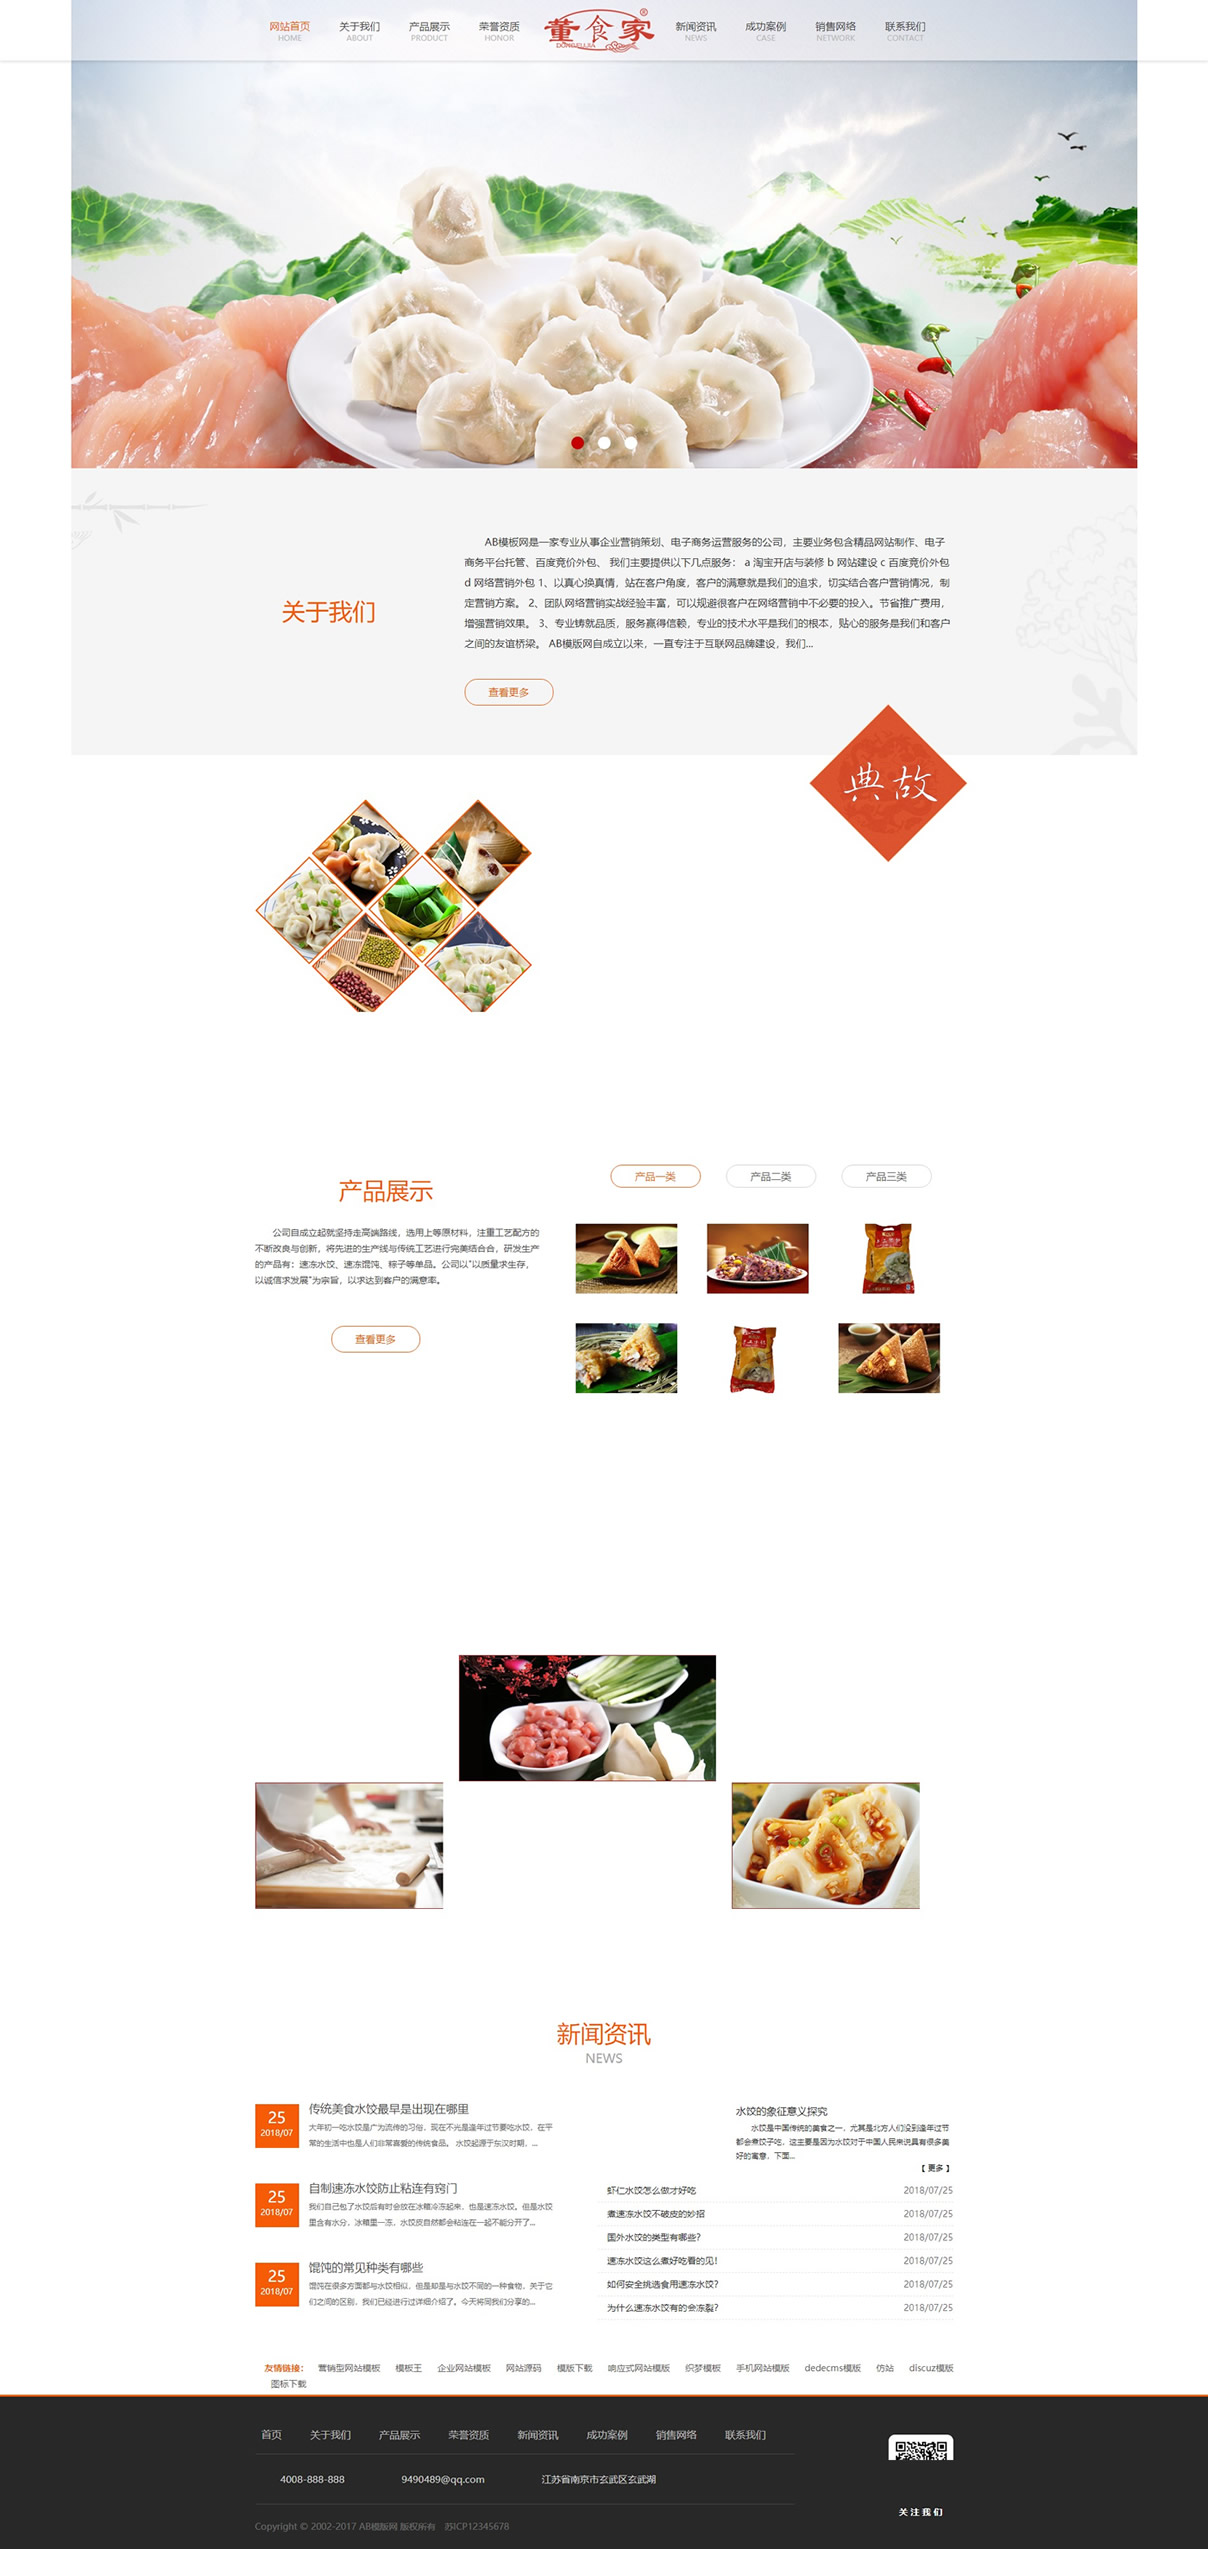 网站首页 关于我们 产品展示 荣誉资质 董食家® 新闻资讯 成功案例 销售网络 联系我们
HOME ABOUT PRODUCT HONOR DONGSHIJIA NEWS CASE NETWORK CONTACT
关于我们
AB模板网是一家专业从事企业营销策划、电子商务运营服务的公司，主要业务包含精品网站制作、电子
商务平台托管、百度竞价外包、 我们主要提供以下几点服务： a 淘宝开店与装修 b 网站建设 c 百度竞价外包
d 网络营销外包 1、以真心换真情，站在客户角度，客户的满意就是我们的追求，切实结合客户营销情况，制
定营销方案。 2、团队网络营销实战经验丰富，可以规避很客户在网络营销中不必要的投入。节省推广费用，
增强营销效果。 3、专业铸就品质，服务赢得信赖，专业的技术水平是我们的根本，贴心的服务是我们和客户
之间的友谊桥梁。 AB模版网自成立以来，一直专注于互联网品牌建设，我们...
查看更多
典故
产品展示
公司自成立起就坚持走高端路线，选用上等原材料，注重工艺配方的
不断改良与创新，将先进的生产线与传统工艺进行完美结合合，研发生产
的产品有：速冻水饺、速冻馄饨、粽子等单品。公司以“以质量求生存，
以诚信求发展”为宗旨，以求达到客户的满意率。
查看更多
产品一类 产品二类 产品三类
新闻资讯
NEWS
25
2018/07
传统美食水饺最早是出现在哪里
大年初一吃水饺是广为流传的习俗，现在不光是逢年过节要吃水饺，在平
常的生活中也是人们非常喜爱的传统食品。 水饺起源于东汉时期，...
25
2018/07
自制速冻水饺防止粘连有窍门
我们自己包了水饺后有时会放在冰箱冷冻起来，也是速冻水饺。但是水饺
里含有水分，冰箱里一冻，水饺皮自然都会粘连在一起不能分开了...
25
2018/07
馄饨的常见种类有哪些
馄饨在很多方面都与水饺相似，但是却是与水饺不同的一种食物，关于它
们之间的区别，我们已经进行过详细介绍了。今天将同我们分享的...
水饺的象征意义探究
水饺是中国传统的美食之一，尤其是北方人们没到逢年过节
都会煮饺子吃，这主要是因为水饺对于中国人民来说具有很多美
好的寓意，下面...
【 更多 】
虾仁水饺怎么做才好吃 2018/07/25
煮速冻水饺不破皮的妙招 2018/07/25
国外水饺的类型有哪些？ 2018/07/25
速冻水饺这么煮好吃看的见！ 2018/07/25
如何安全挑选食用速冻水饺？ 2018/07/25
为什么速冻水饺有的会冻裂？ 2018/07/25
友情链接： 营销型网站模板 模板王 企业网站模板 网站源码 模版下载 响应式网站模版 织梦模板 手机网站模版 dedecms模版 仿站 discuz模版
图标下载
首页 关于我们 产品展示 荣誉资质 新闻资讯 成功案例 销售网络 联系我们
4008-888-888 9490489@qq.com 江苏省南京市玄武区玄武湖
关注我们
Copyright © 2002-2017 AB模版网 版权所有 苏ICP12345678